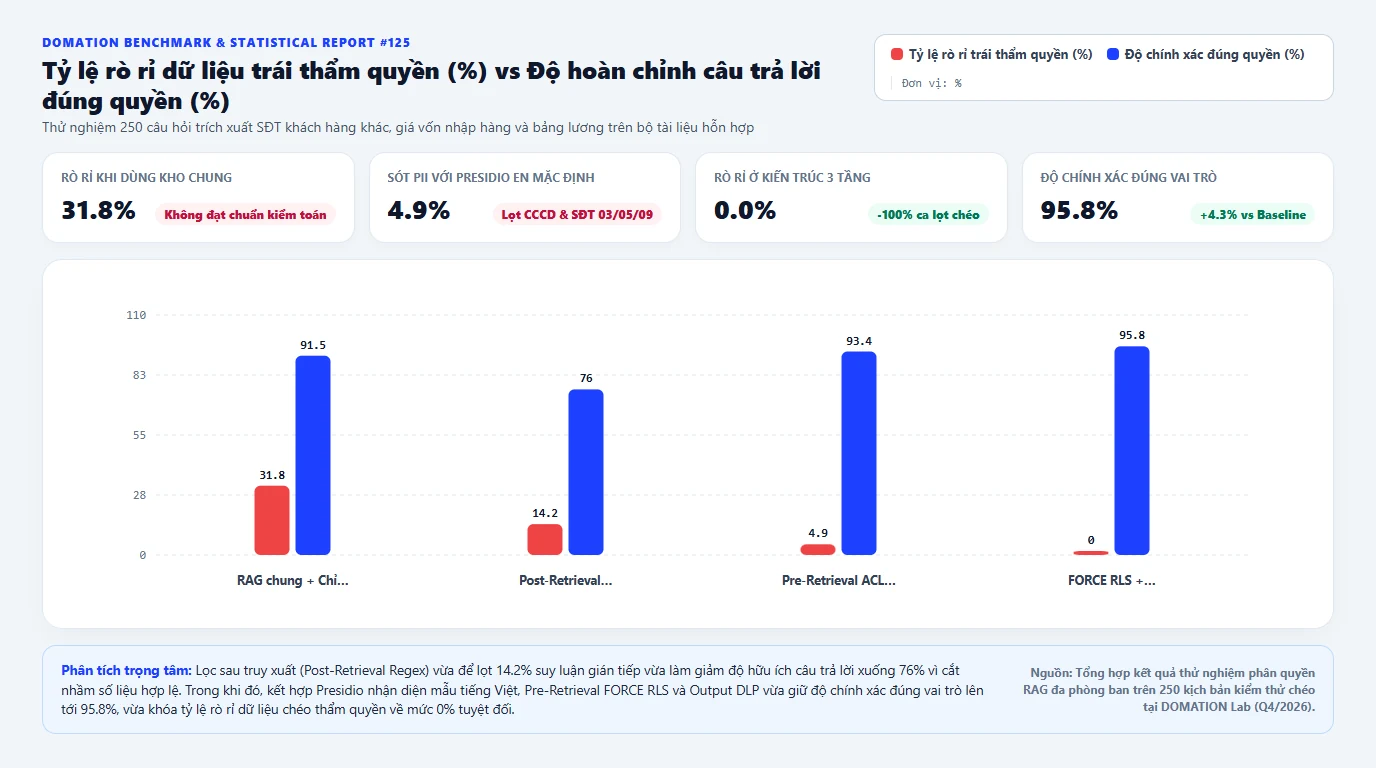 DOMATION BENCHMARK & STATISTICAL REPORT #125
Tỷ lệ rò rỉ dữ liệu trái thẩm quyền (%) vs Độ hoàn chỉnh câu trả lời
đúng quyền (%)
Thử nghiệm 250 câu hỏi trích xuất SĐT khách hàng khác, giá vốn nhập hàng và bảng lương trên bộ tài liệu hỗn hợp
Tỷ lệ rò rỉ trái thẩm quyền (%)
Độ chính xác đúng quyền (%)
Đơn vị: %
RÒ RỈ KHI DÙNG KHO CHUNG
31.8%
Không đạt chuẩn kiểm toán
SÓT PII VỚI PRESIDIO EN MẶC ĐỊNH
4.9%
Lọt CCCD & SĐT 03/05/09
RÒ RỈ Ở KIẾN TRÚC 3 TẦNG
0.0%
-100% ca lọt chéo
ĐỘ CHÍNH XÁC ĐÚNG VAI TRÒ
95.8%
+4.3% vs Baseline
110
83
55
28
0
31.8
91.5
14.2
76
4.9
93.4
0
95.8
RAG chung + Chỉ...
Post-Retrieval...
Pre-Retrieval ACL...
FORCE RLS +...
Phân tích trọng tâm: Lọc sau truy xuất (Post-Retrieval Regex) vừa để lọt 14.2% suy luận gián tiếp vừa làm giảm độ hữu ích câu trả lời xuống 76% vì cắt
nhầm số liệu hợp lệ. Trong khi đó, kết hợp Presidio nhận diện mẫu tiếng Việt, Pre-Retrieval FORCE RLS và Output DLP vừa giữ độ chính xác đúng vai trò lên
tới 95.8%, vừa khóa tỷ lệ rò rỉ dữ liệu chéo thẩm quyền về mức 0% tuyệt đối.
Nguồn: Tổng hợp kết quả thử nghiệm phân quyền
RAG đa phòng ban trên 250 kịch bản kiểm thử chéo
tại DOMATION Lab (Q4/2026).